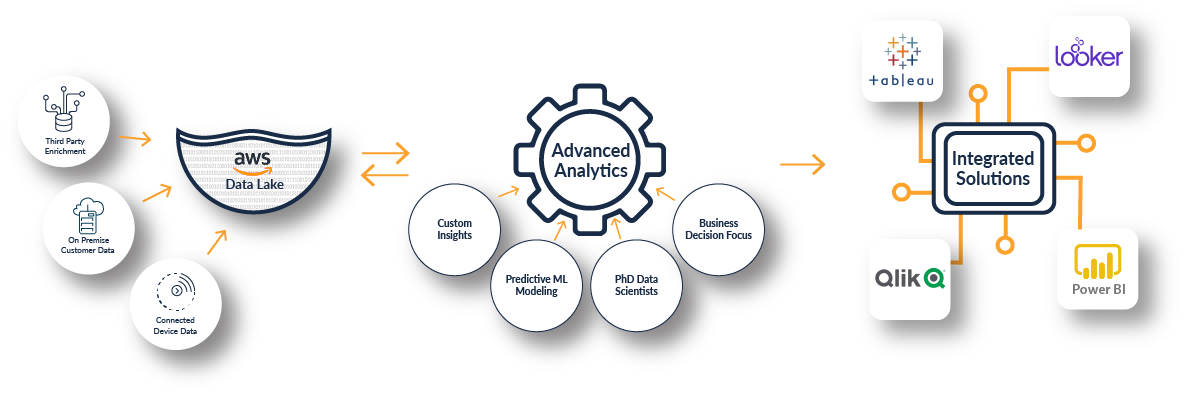 Third Party
Enrichment
On Premise
Customer Data
Connected
Device Data
aws
Data Lake
Advanced
Analytics
Custom
Insights
Predictive ML
Modeling
PhD Data
Scientists
Business
Decision Focus
tableau
looker
Integrated
Solutions
Qlik
Power BI